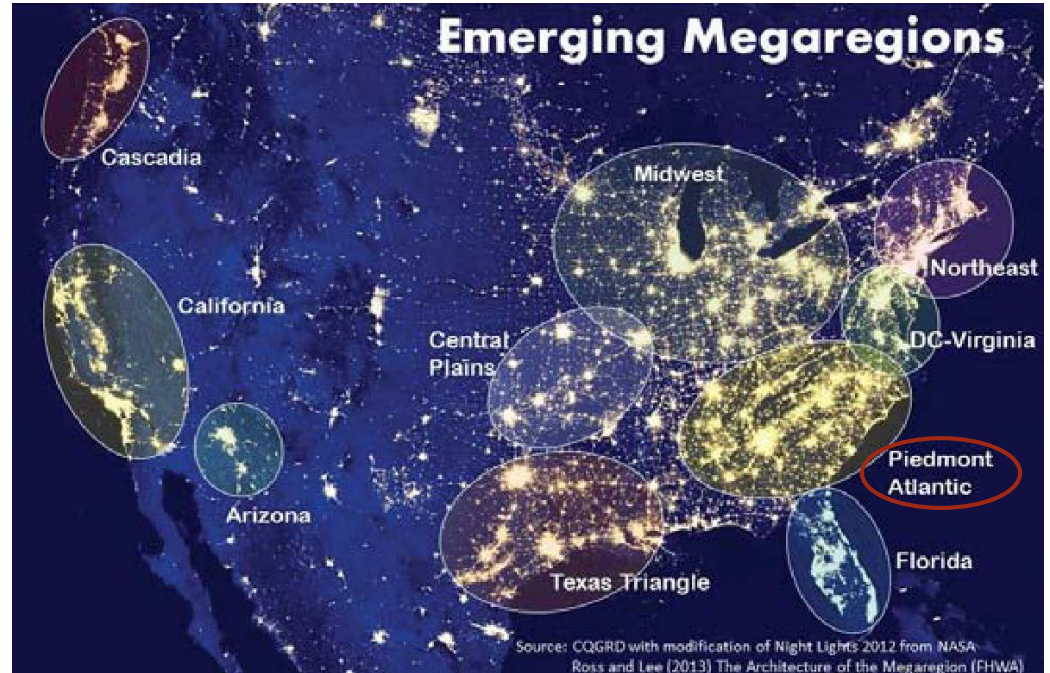 Emerging Megaregions
Cascadia
Midwest
Northeast
California
DC-Virginia
Central
Plains
Piedmont
Atlantic
Arizona
Florida
Texas Triangle
Source: CQGRD with modification of Night Lights 2012 from NASA
Ross and Lee (2013) The Architecture of the Megaregion (FHWA)